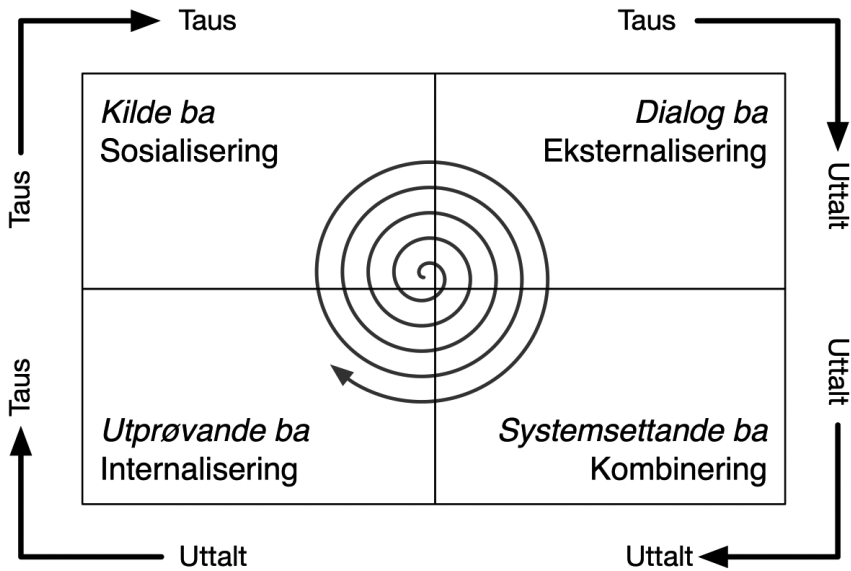 Taus
Taus
Kilde ba
Sosialisering
Dialog ba
Eksternalisering
Taus
Uttalt
Taus
Uttalt
Utprøvande ba
Internalisering
Systemsettande ba
Kombinering
Uttalt
Uttalt